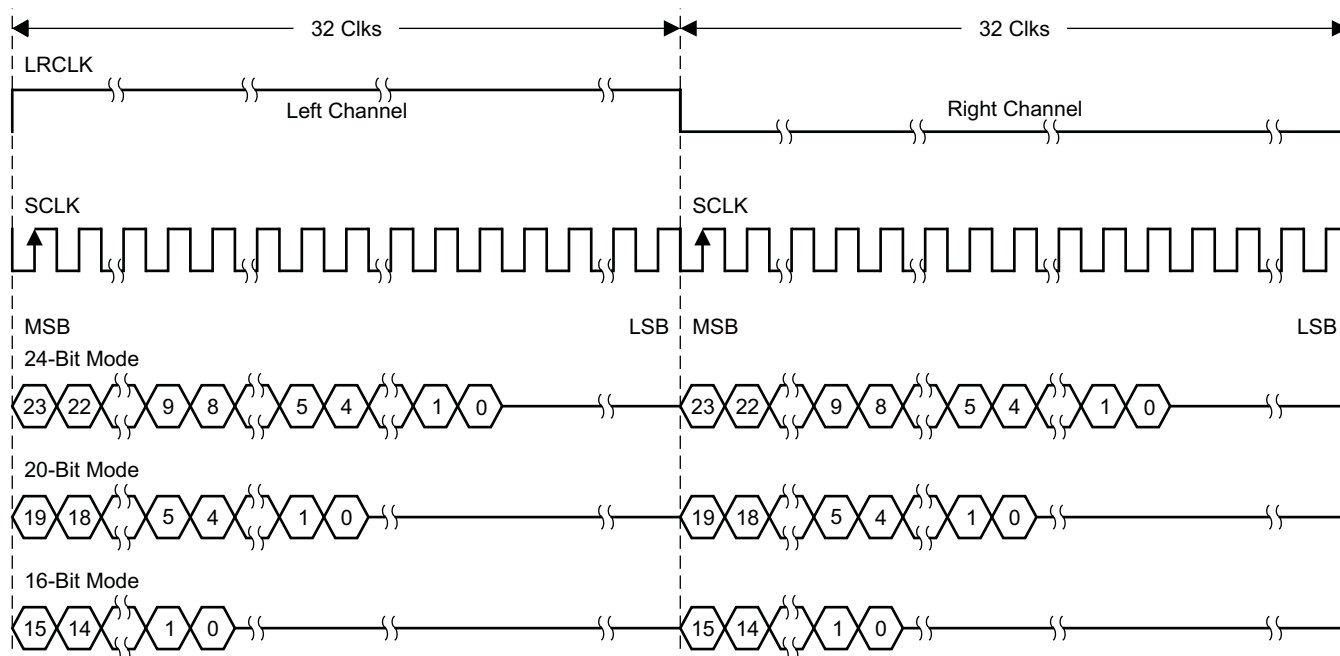 32 Clks 32 Clks
LRCLK
Left Channel Right Channel
SCLK SCLK
MSB LSB MSB LSB
24-Bit Mode
23 22 9 8 5 4 1 0 23 22 9 8 5 4 1 0
20-Bit Mode
19 18 5 4 1 0 19 18 5 4 1 0
16-Bit Mode
15 14 1 0 15 14 1 0